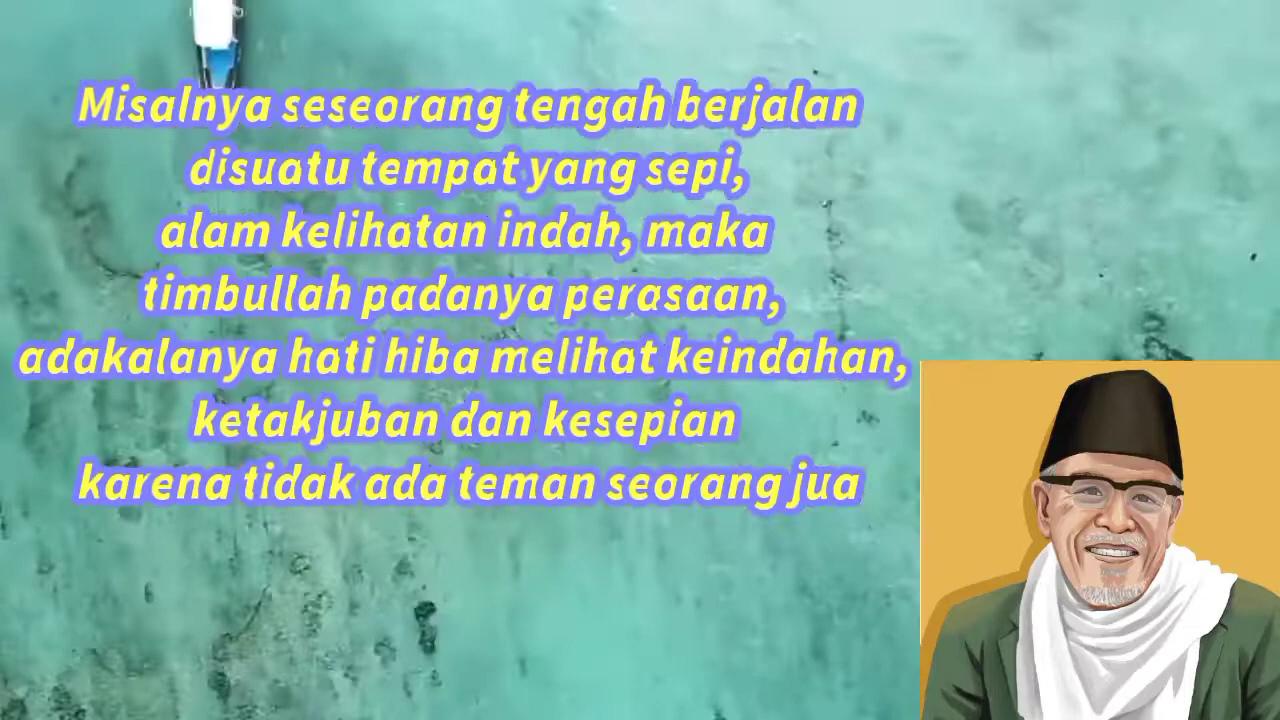 Misalnya seseorang tengah berjalan
disuatu tempat yang sepi,
alam kelihatan indah, maka
timbullah padanya perasaan,
adakalanya hati hiba melihat keindahan,
ketakjuban dan kesepian
karena tidak ada teman seorang jua